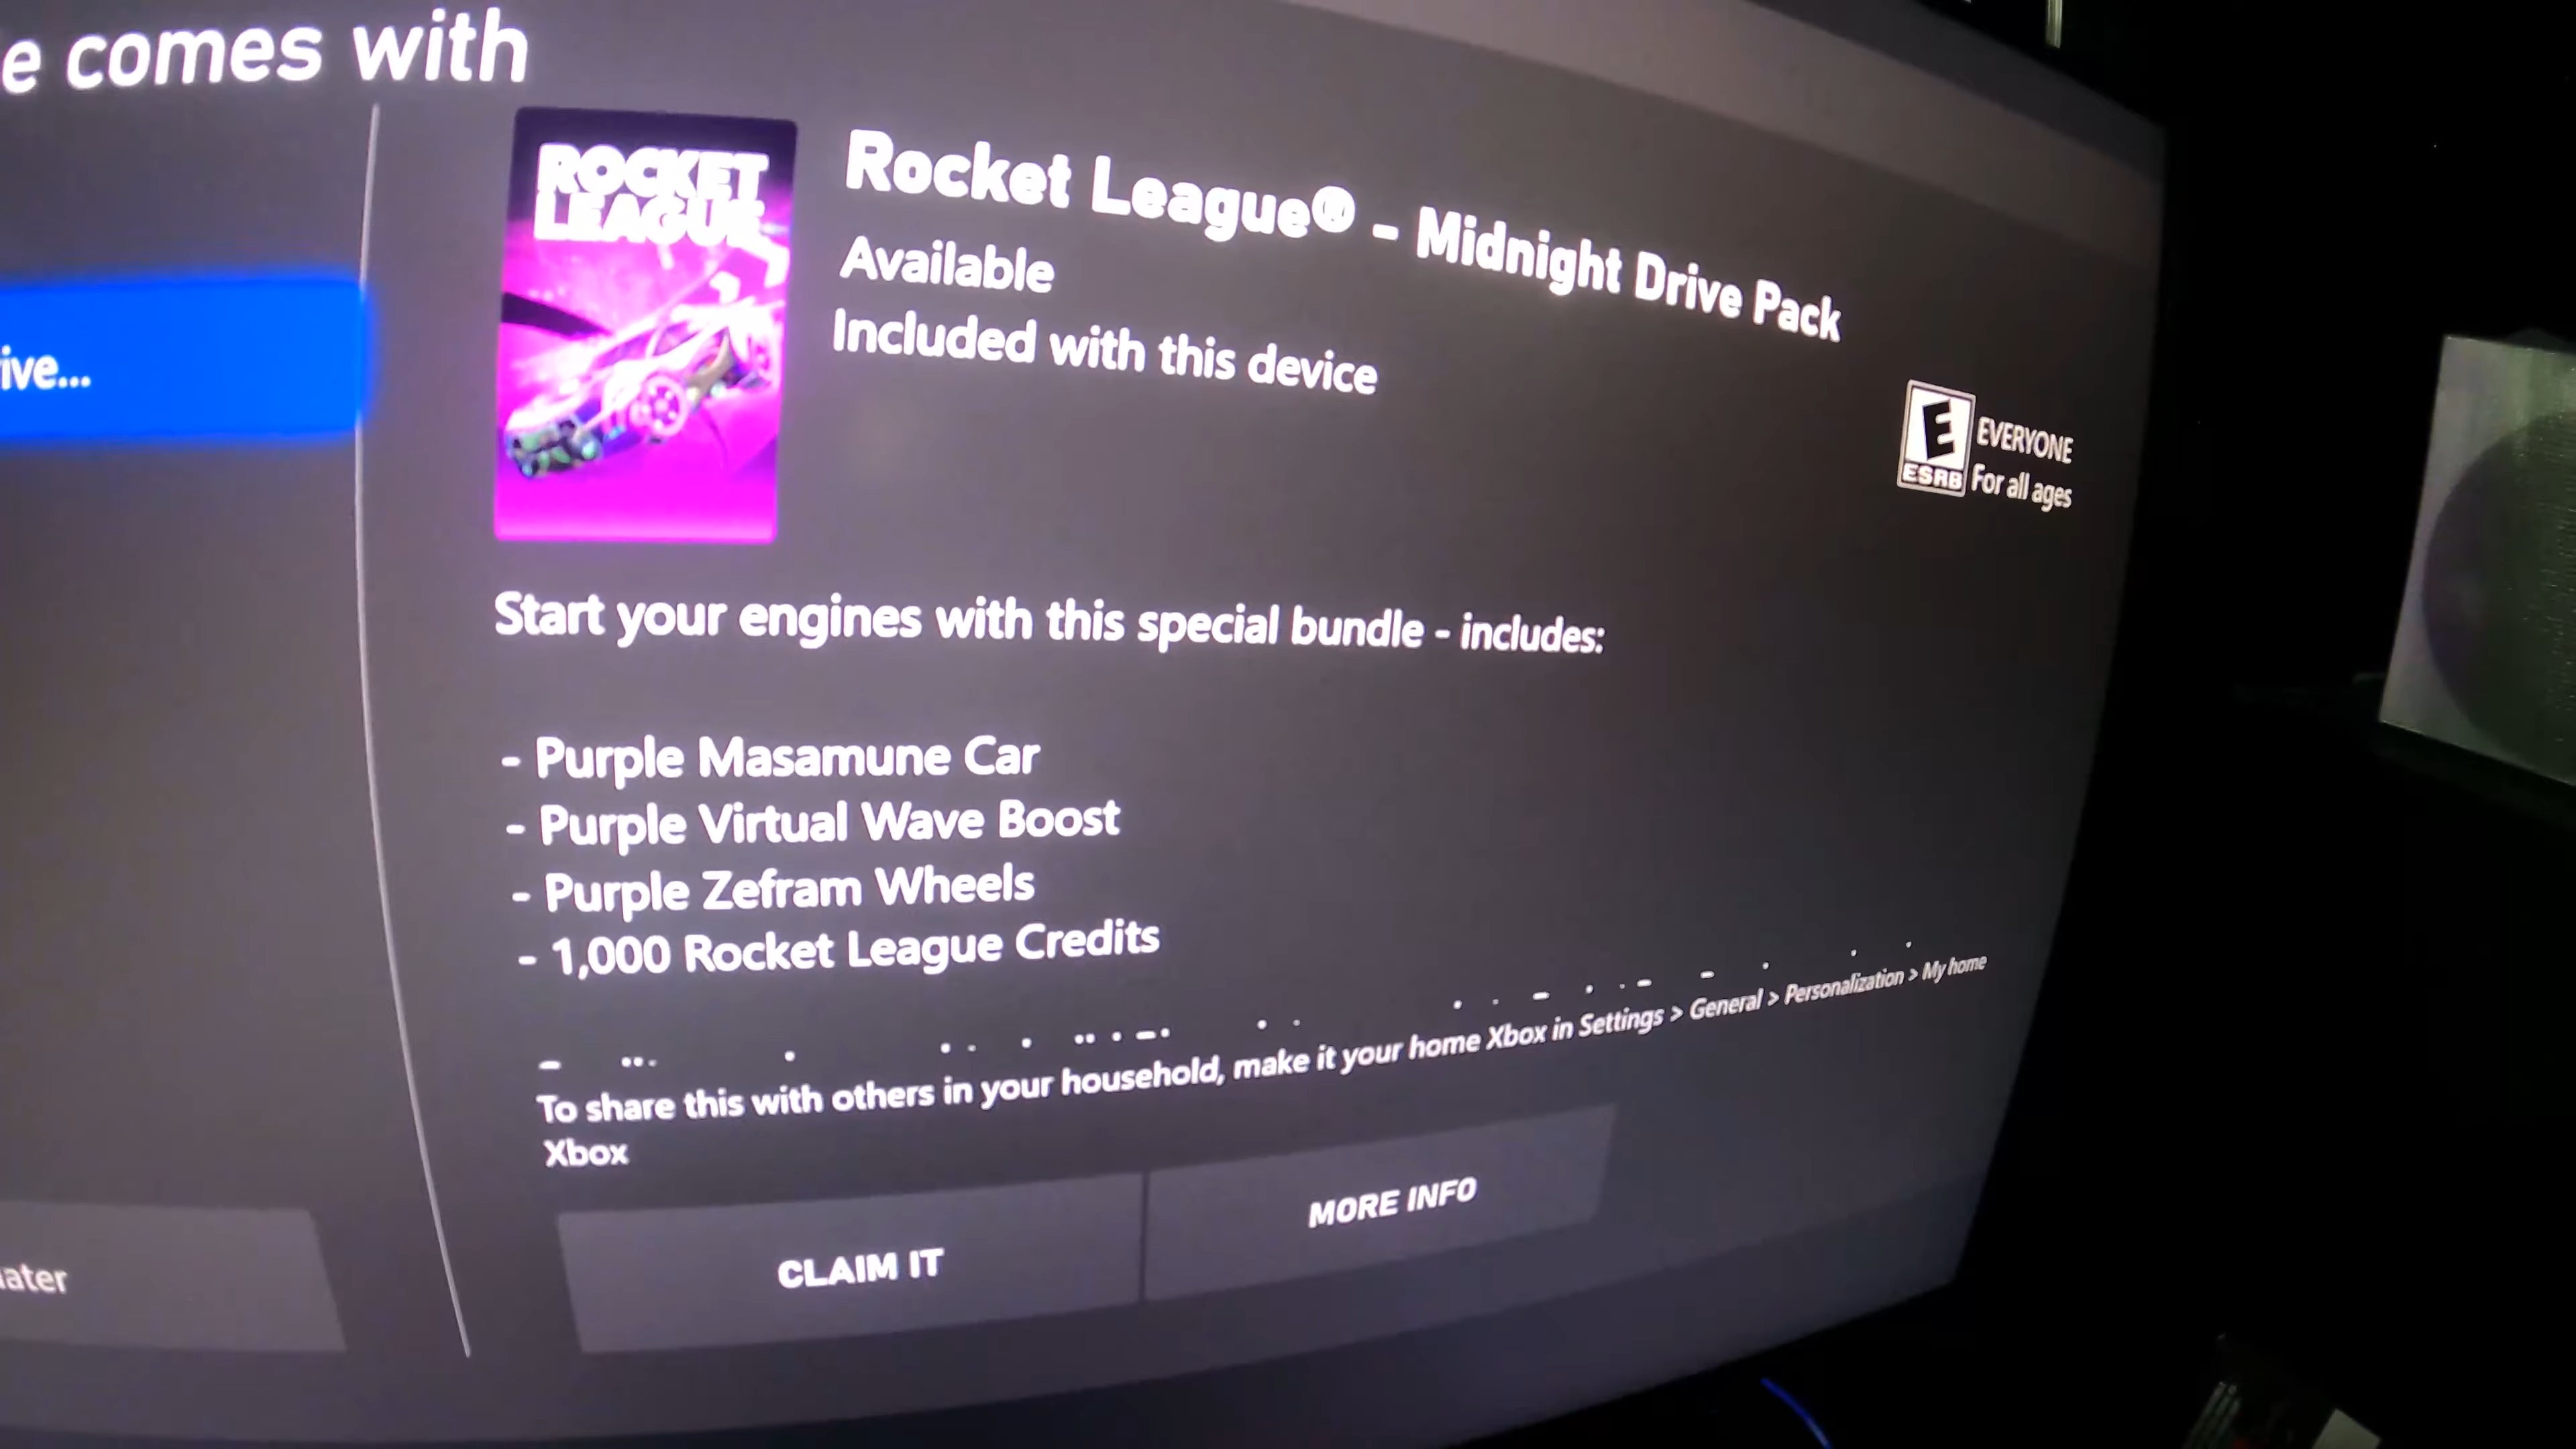 e comes with
ROCKET
LEAGUE
Rocket League® - Midnight Drive Pack
Available
Included with this device
ive...
E
ESRB
EVERYONE
For all ages
Start your engines with this special bundle - includes:
- Purple Masamune Car
- Purple Virtual Wave Boost
- Purple Zefram Wheels
- 1,000 Rocket League Credits
To share this with others in your household, make it your home Xbox in Settings > General > Personalization > My home
Xbox
ater
CLAIM IT
MORE INFO